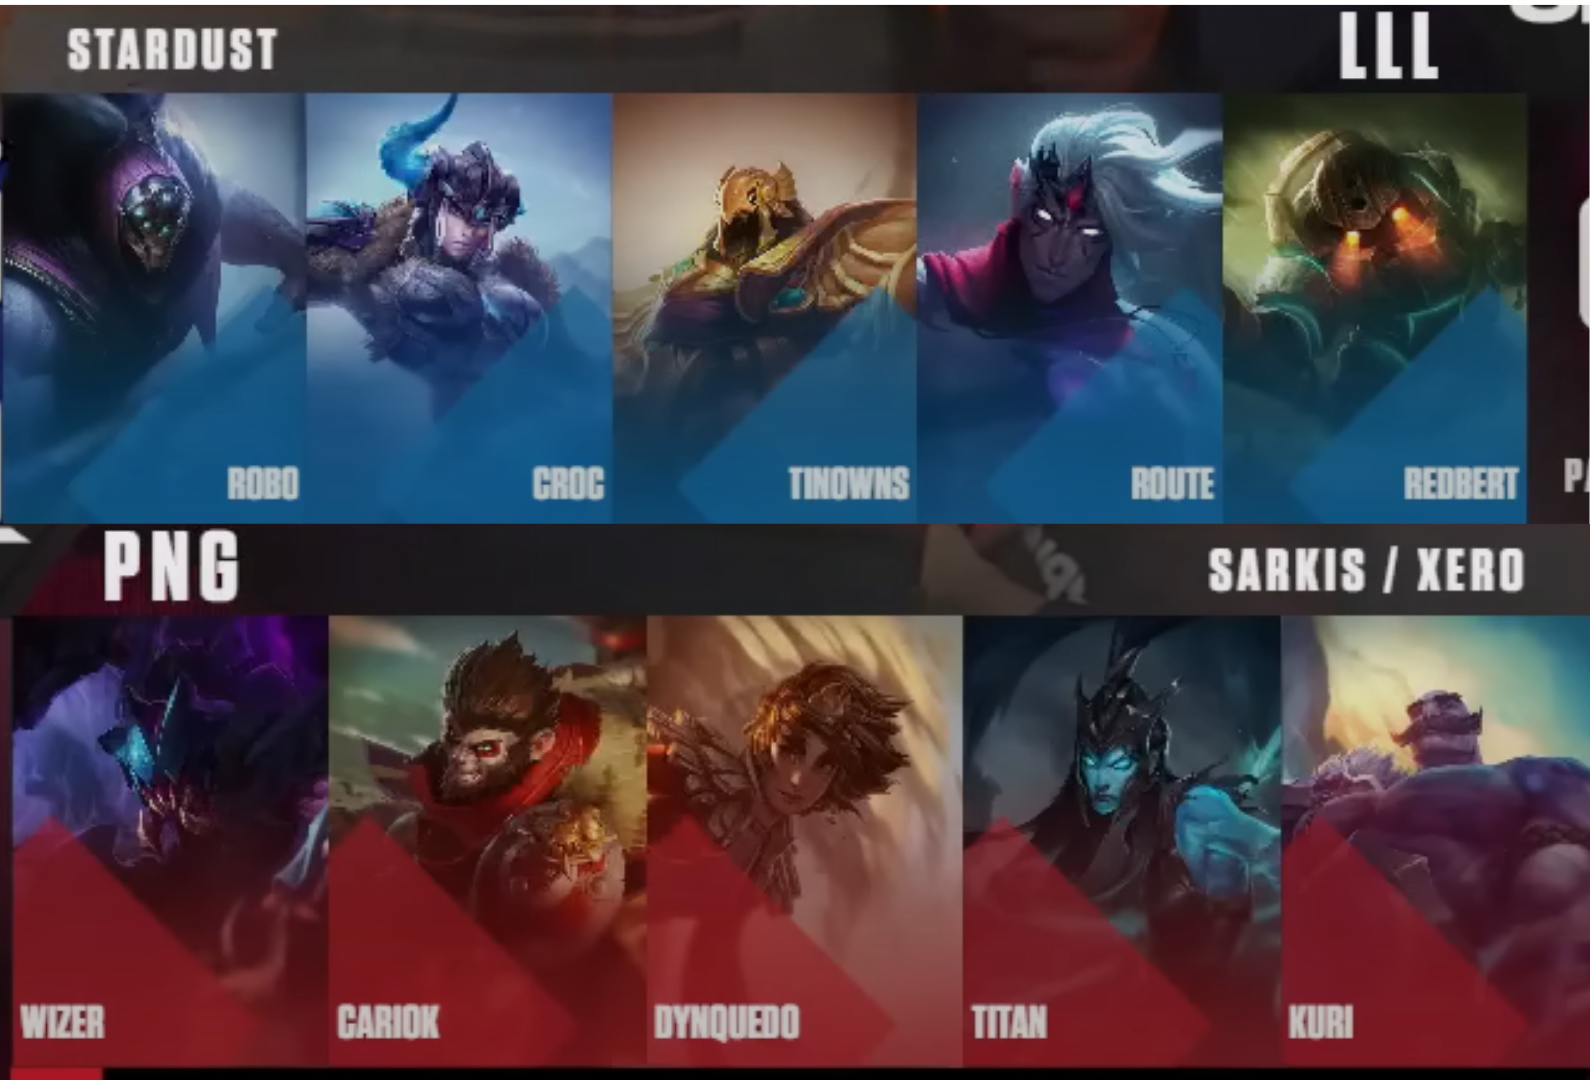 STARDUST
LLL
ROBO
CROC
TINOWNS
ROUTE
REDBERT
PNG
SARKIS / XERO
WIZER
CARIOK
DYNQUEDO
TITAN
KURI